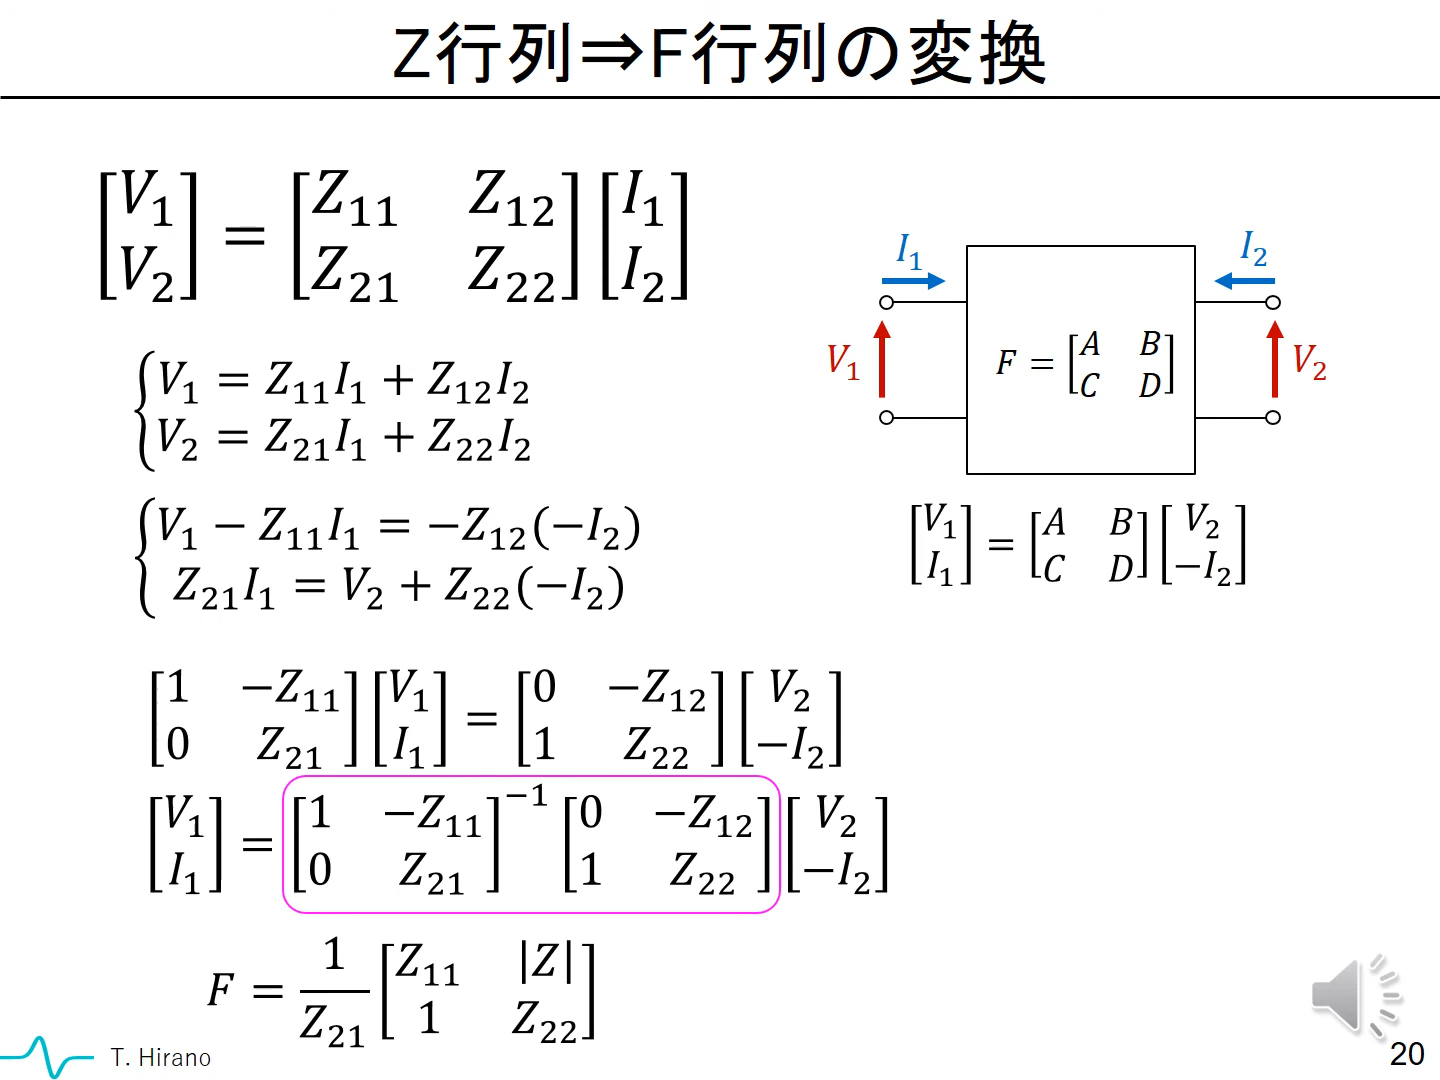 Z行列⇒F行列の変換
[V₁ V₂] = [Z₁₁ Z₁₂ Z₂₁ Z₂₂] [I₁ I₂]
V₁ = Z₁₁I₁ + Z₁₂I₂
V₂ = Z₂₁I₁ + Z₂₂I₂
V₁ − Z₁₁I₁ = −Z₁₂(−I₂)
Z₂₁I₁ = V₂ + Z₂₂(−I₂)
[1 −Z₁₁ 0 Z₂₁] [V₁ I₁] = [0 −Z₁₂ 1 Z₂₂] [V₂ −I₂]
[V₁ I₁] = [1 −Z₁₁ 0 Z₂₁]⁻¹ [0 −Z₁₂ 1 Z₂₂] [V₂ −I₂]
F = 1/Z₂₁ [Z₁₁ |Z| 1 Z₂₂]
I₁
I₂
V₁
F = [A B C D]
V₂
[V₁ I₁] = [A B C D] [V₂ −I₂]
T. Hirano
20